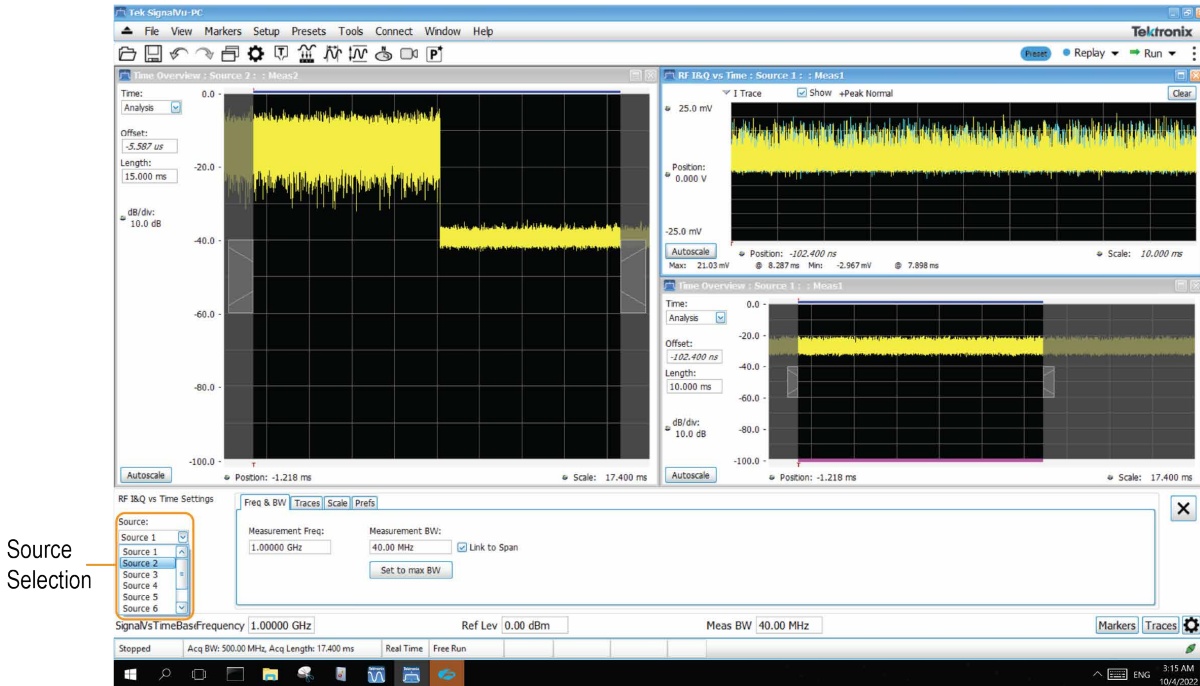 Tek SignalVu-PC
File View Markers Setup Presets Tools Connect Window Help
Tektronix
Preset Replay Run
Time Overview : Source 2 : : Meas2
Time:
Analysis
Offset:
-5.587 us
Length:
15.000 ms
dB/div:
10.0 dB
0.0
-20.0
-40.0
-60.0
-80.0
-100.0
Autoscale
Position: -1.218 ms
Scale: 17.400 ms
RF I&Q vs Time : Source 1 : : Meas1
I Trace Show +Peak Normal Clear
25.0 mV
Position:
0.000 V
-25.0 mV
Autoscale
Position: -102.400 ns
Scale: 10.000 ms
Max: 21.03 mV @ 8.287 ms Min: -2.967 mV @ 7.898 ms
Time Overview : Source 1 : : Meas1
Time:
Analysis
Offset:
-102.400 ns
Length:
10.000 ms
dB/div:
10.0 dB
0.0
-20.0
-40.0
-60.0
-80.0
-100.0
Autoscale
Position: -1.218 ms
Scale: 17.400 ms
RF I&Q vs Time Settings
Freq & BW Traces Scale Prefs
Source:
Source 1
Source 1
Source 2
Source 3
Source 4
Source 5
Source 6
Source
Selection
Measurement Freq:
1.00000 GHz
Measurement BW:
40.00 MHz
Link to Span
Set to max BW
SignalVsTimeBas Frequency 1.00000 GHz
Ref Lev 0.00 dBm
Meas BW 40.00 MHz
Markers Traces
Stopped
Acq BW: 500.00 MHz, Acq Length: 17.400 ms
Real Time
Free Run
ENG
3:15 AM
10/4/2022